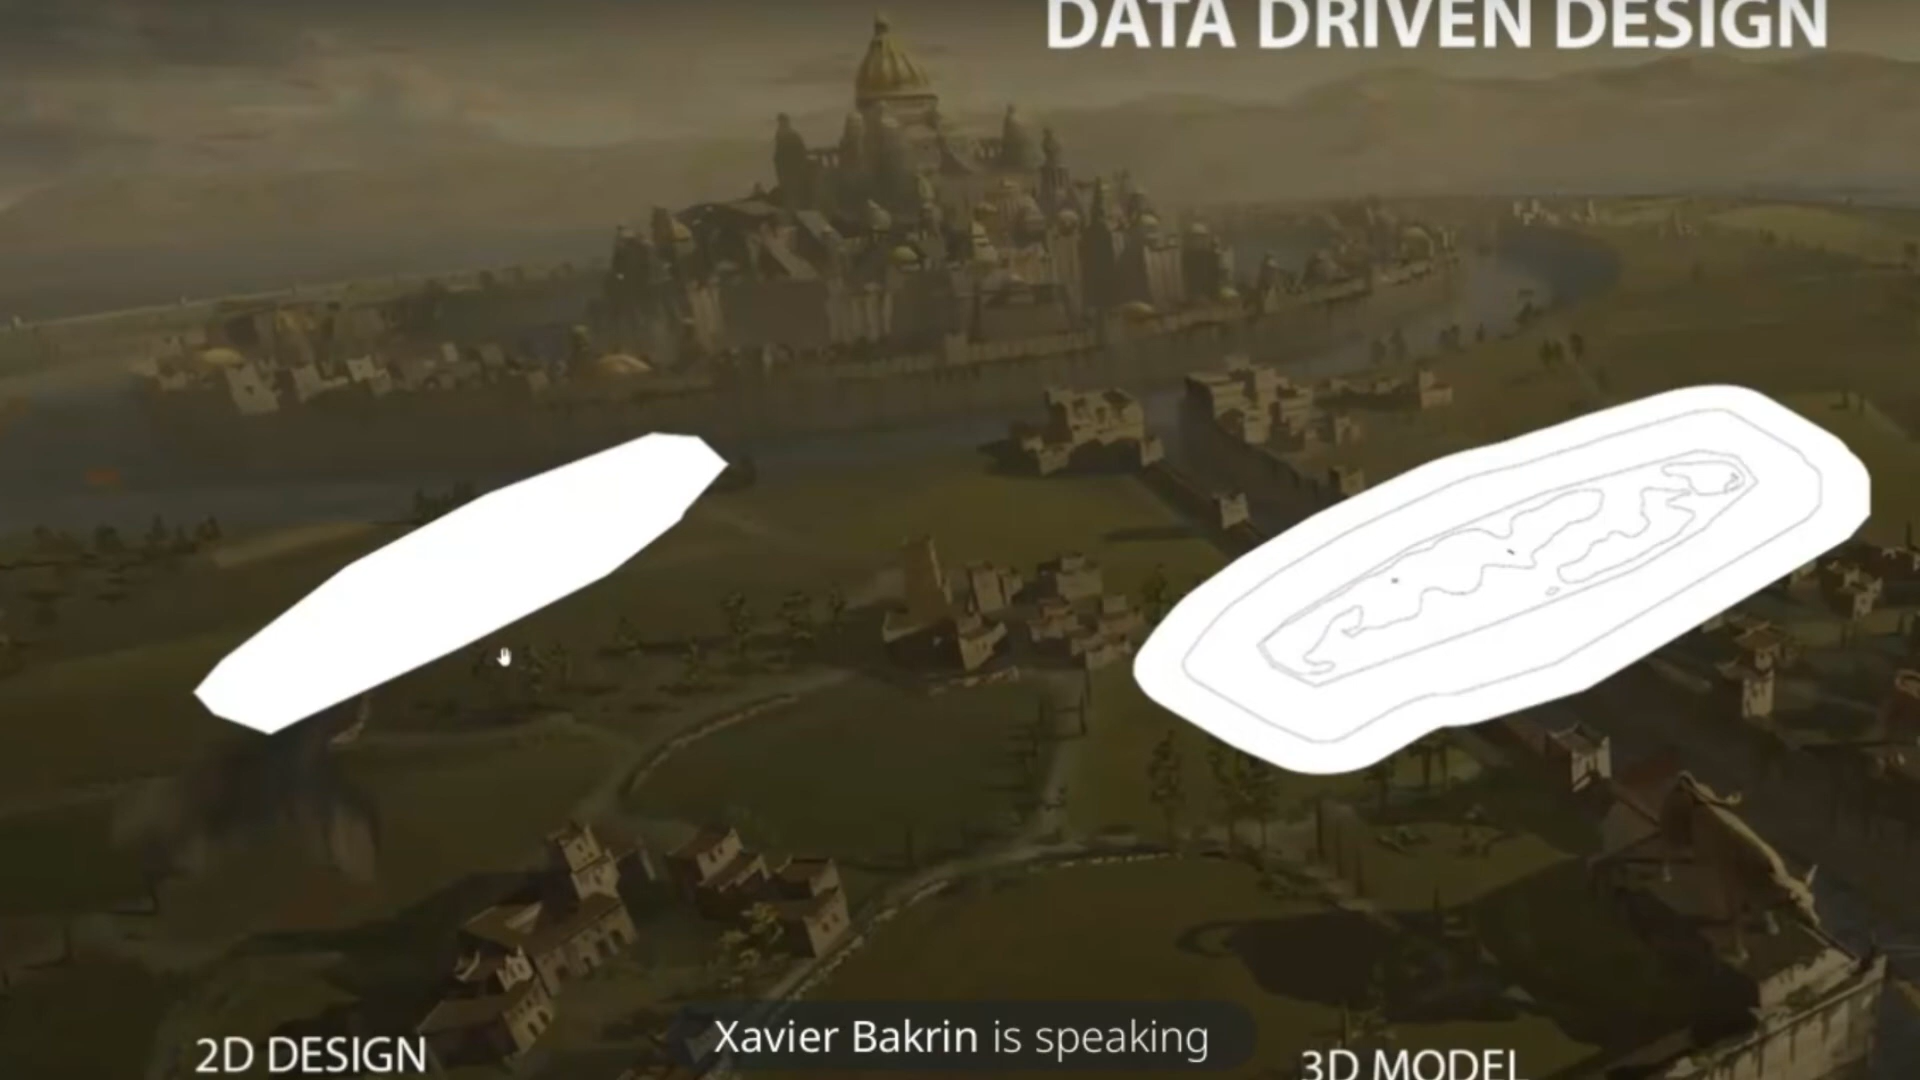 DATA DRIVEN DESIGN
2D DESIGN
Xavier Bakrin is speaking
3D MODEL